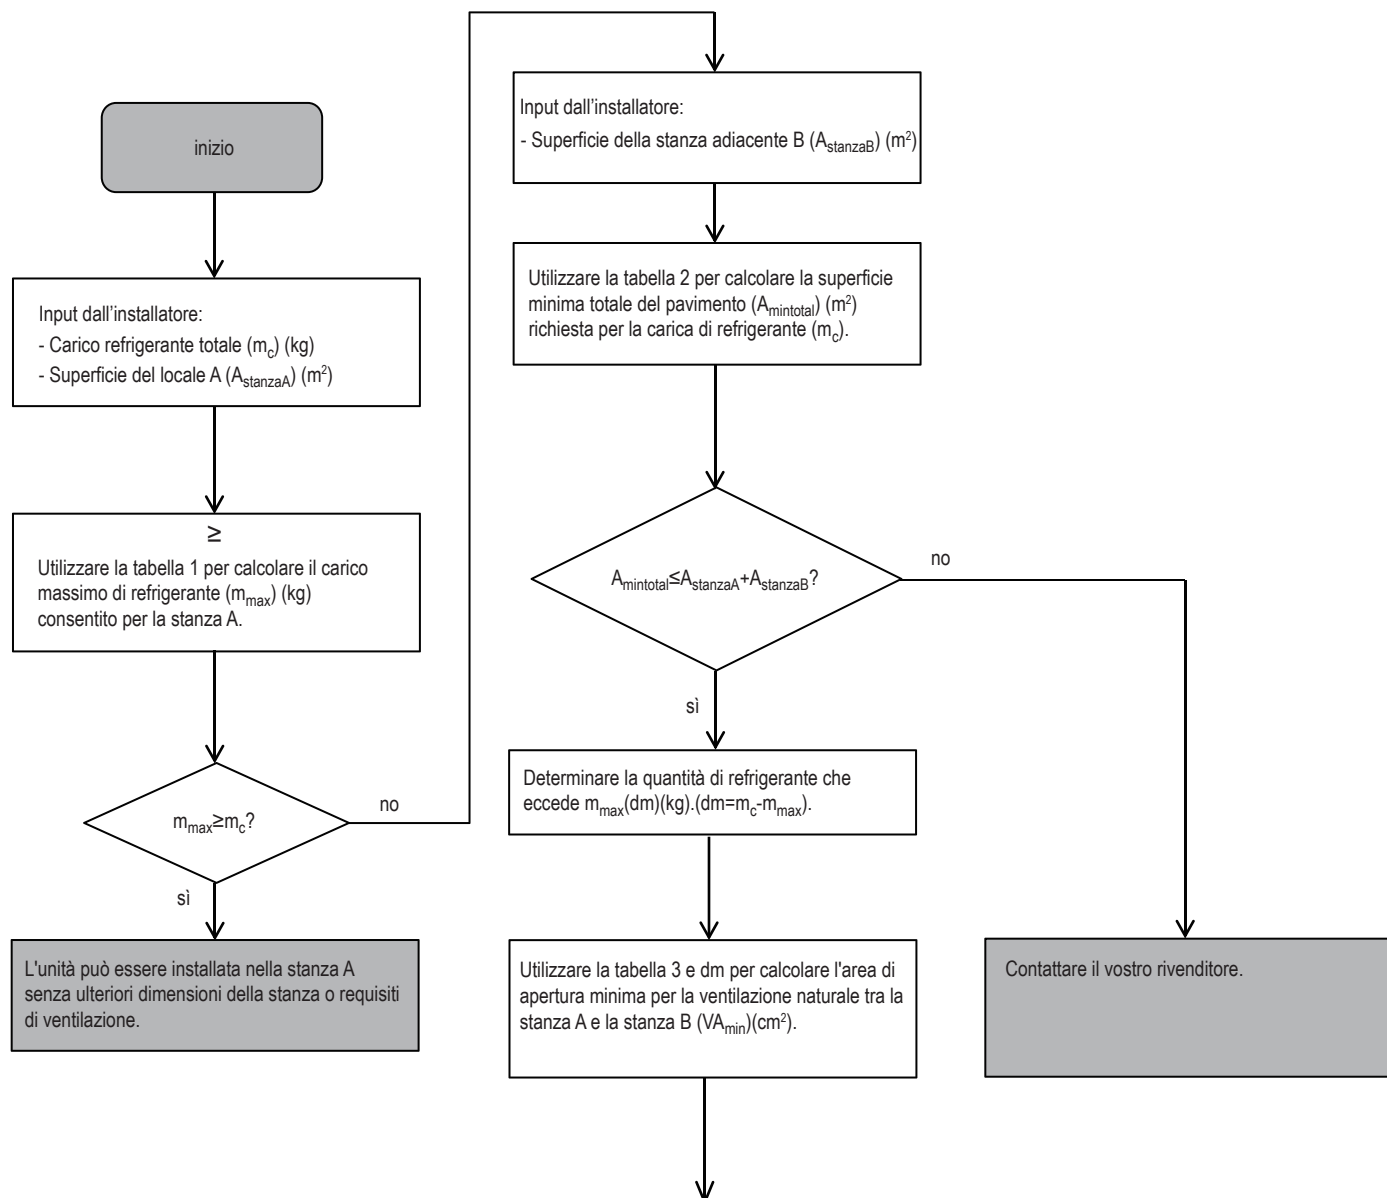 inizio
Input dall'installatore:
- Carico refrigerante totale (mc) (kg)
- Superficie del locale A (AstanzaA) (m²)
≥
Utilizzare la tabella 1 per calcolare il carico
massimo di refrigerante (mmax) (kg)
consentito per la stanza A.
mmax≥mc?
no
sì
L'unità può essere installata nella stanza A
senza ulteriori dimensioni della stanza o requisiti
di ventilazione.
Input dall'installatore:
- Superficie della stanza adiacente B (AstanzaB) (m²)
Utilizzare la tabella 2 per calcolare la superficie
minima totale del pavimento (Amintotal) (m²)
richiesta per la carica di refrigerante (mc).
Amintotal≤AstanzaA+AstanzaB?
no
sì
Determinare la quantità di refrigerante che
eccede mmax(dm)(kg).(dm=mc-mmax).
Utilizzare la tabella 3 e dm per calcolare l'area di
apertura minima per la ventilazione naturale tra la
stanza A e la stanza B (VAmin)(cm²).
Contattare il vostro rivenditore.